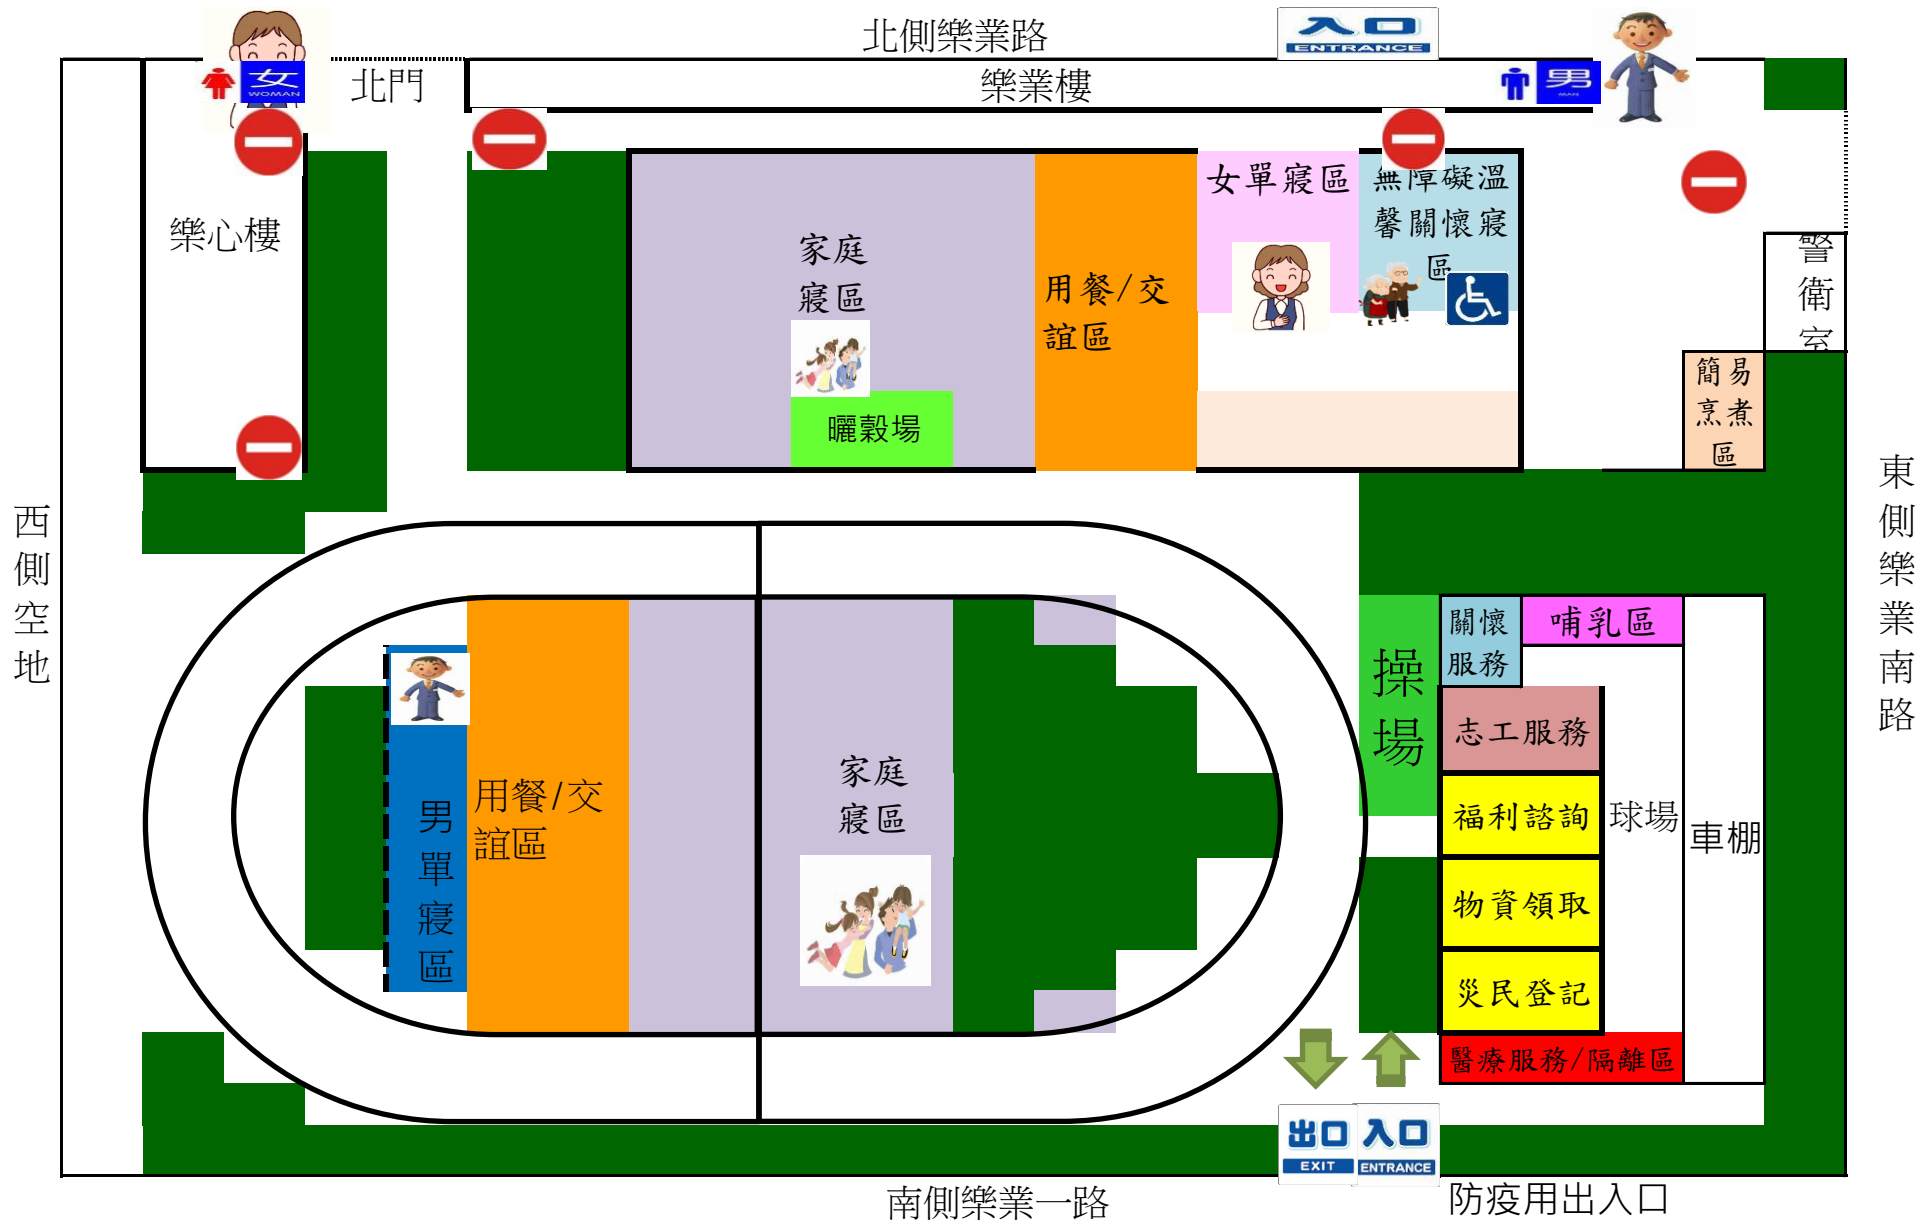 北側樂業路
入口
ENTRANCE
女
WOMAN
北門
樂業樓
男
MAN
樂心樓
家庭
寢區
曬穀場
用餐/交
誼區
女單寢區
無障礙溫
馨關懷寢
區
警
衛
室
簡易
烹煮
區
西
側
空
地
東
側
樂
業
南
路
男
單
寢
區
用餐/交
誼區
家庭
寢區
操
場
關懷
服務
哺乳區
志工服務
福利諮詢
物資領取
災民登記
球場
車棚
醫療服務/隔離區
出口
EXIT
入口
ENTRANCE
南側樂業一路
防疫用出入口